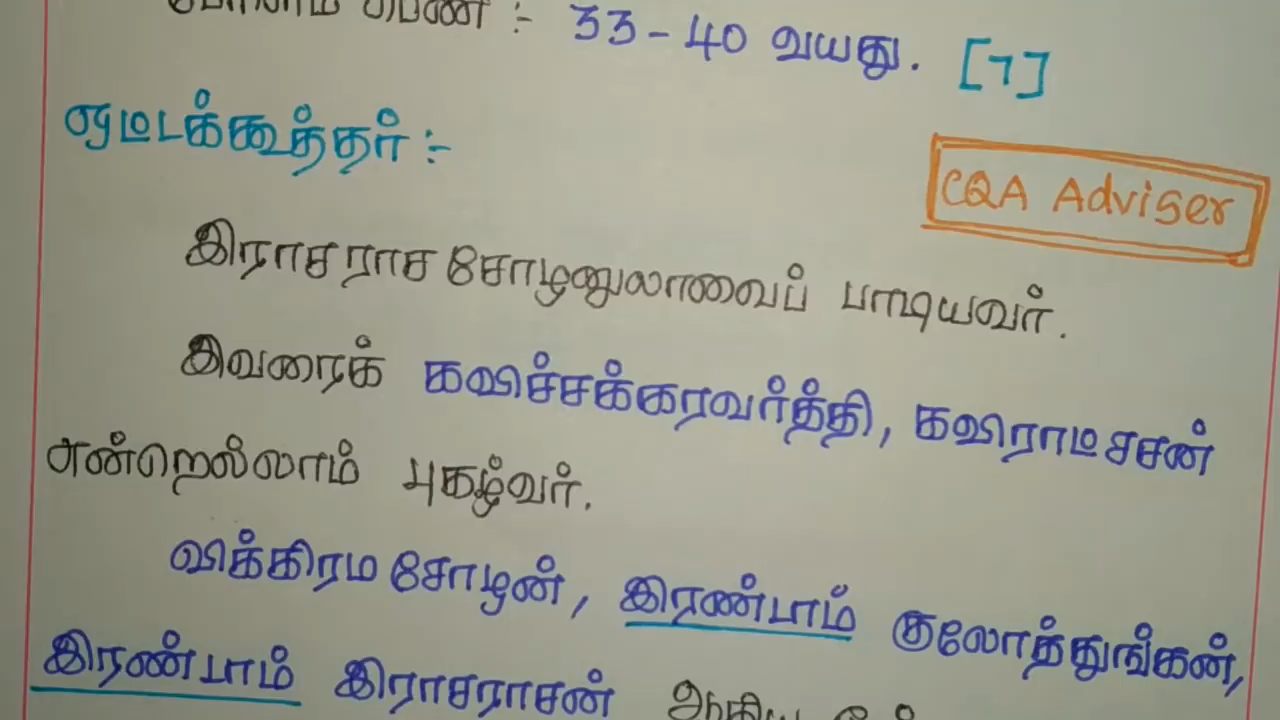 பெண் :- 33 - 40 வயது. [7]
ஒட்டக்கூத்தர் :-
CQA Adviser
இராசராச சோழனுலாவைப் பாடியவர்.
இவரைக் கவிச்சக்கரவர்த்தி, கவிராட்சசன்
என்றெல்லாம் புகழ்வர்.
விக்கிரம சோழன், இரண்டாம் குலோத்துங்கன்,
இரண்டாம் இராசராசன் ஆகிய